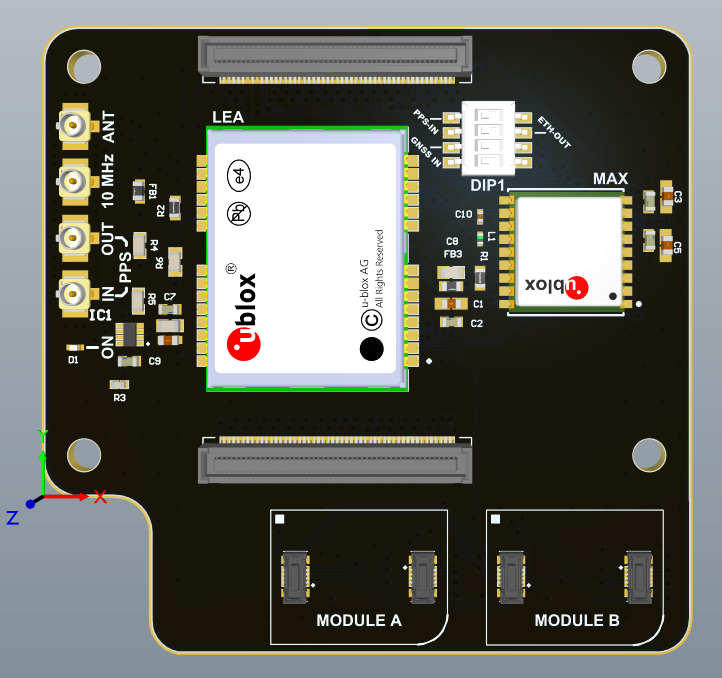 LEA
ANT
10 MHz
OUT
IN
PPS
IC1
ON
D1
FB1
R2
R4
R6
R5
C7
C9
R3
e4
Pb
ublox
®
© u-blox AG
All Rights Reserved
PPS-IN
GNSS IN
ETH-OUT
DIP1
MAX
C10
L1
C8
FB3
R1
C1
C2
ublox
C3
C5
MODULE A
MODULE B
Y
X
Z